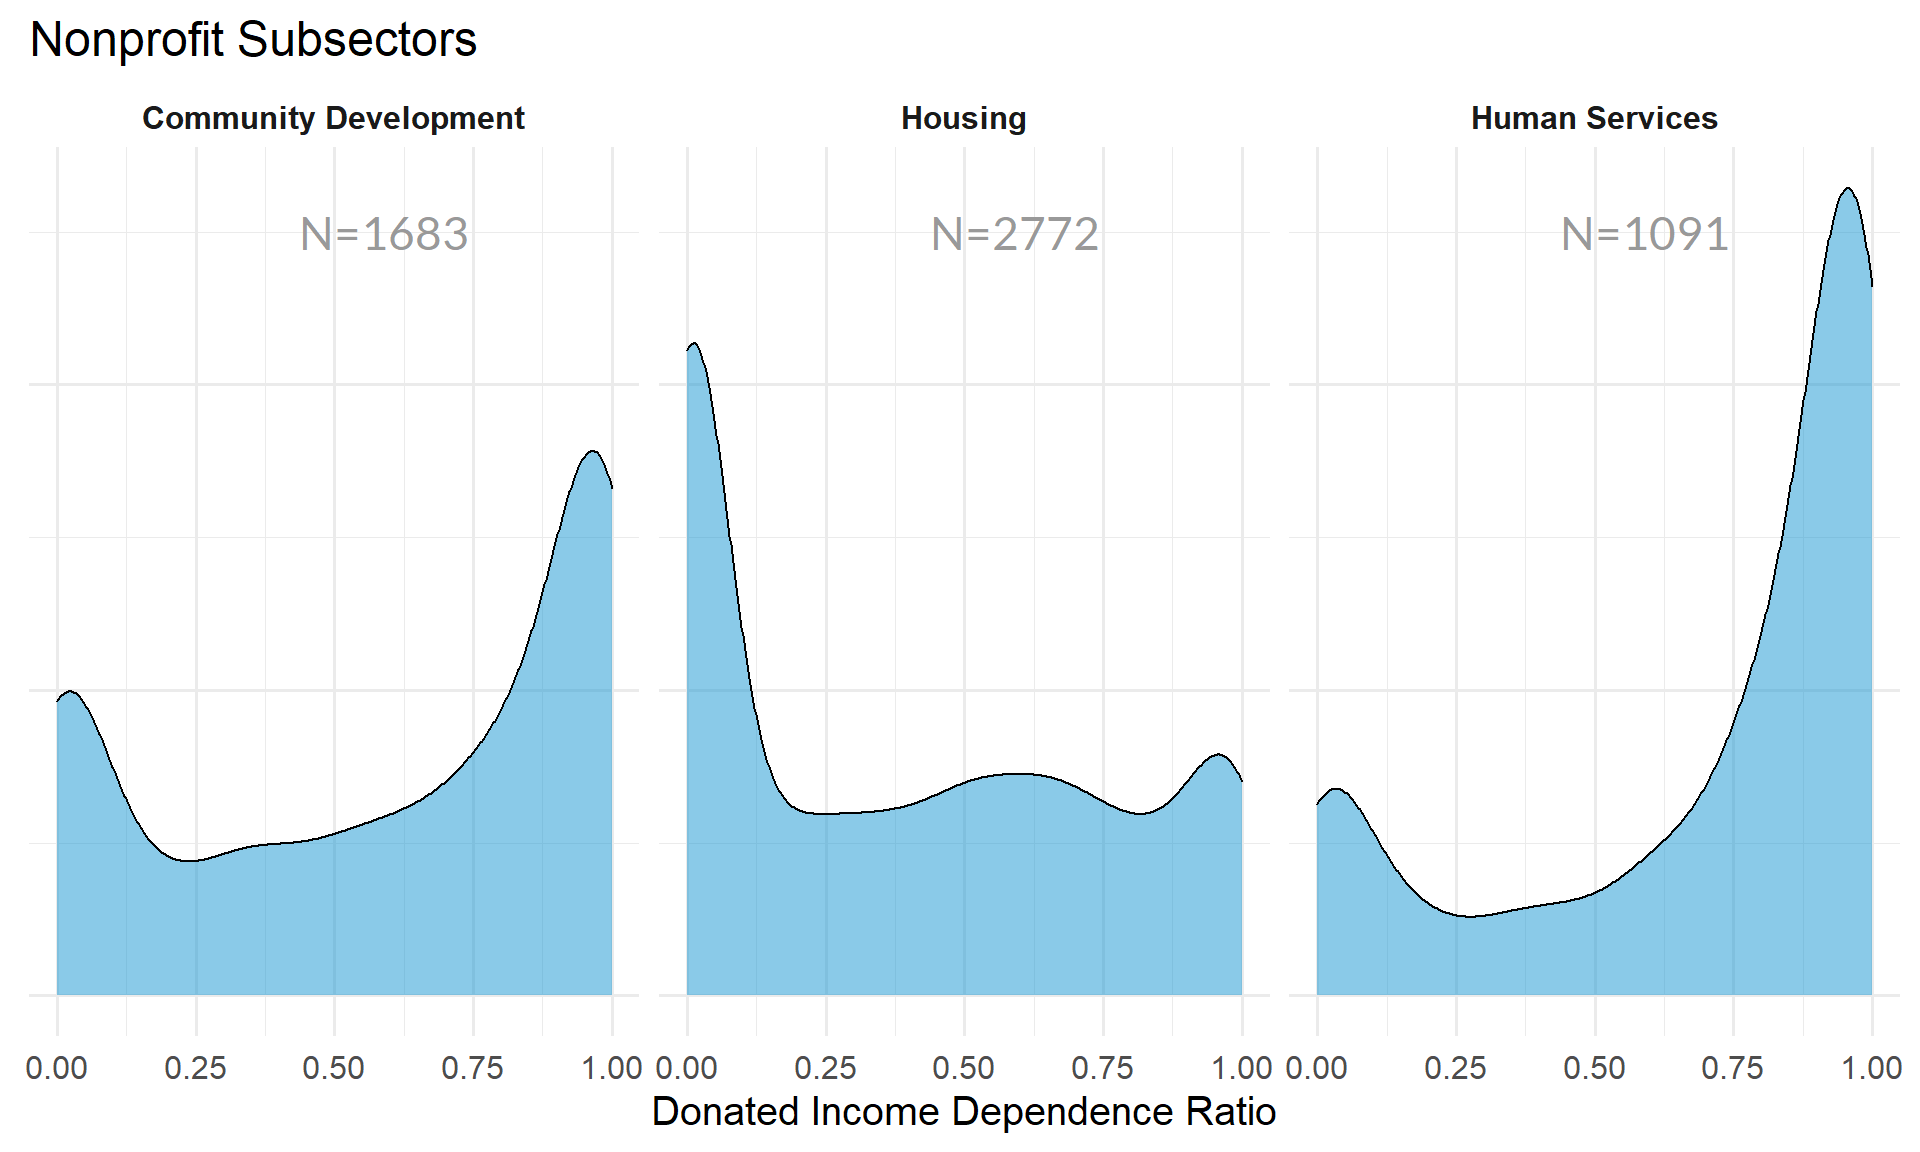 Nonprofit Subsectors
Community Development Housing Human Services
N=1683 N=2772 N=1091
0.00 0.25 0.50 0.75 1.00 0.00 0.25 0.50 0.75 1.00 0.00 0.25 0.50 0.75 1.00
Donated Income Dependence Ratio